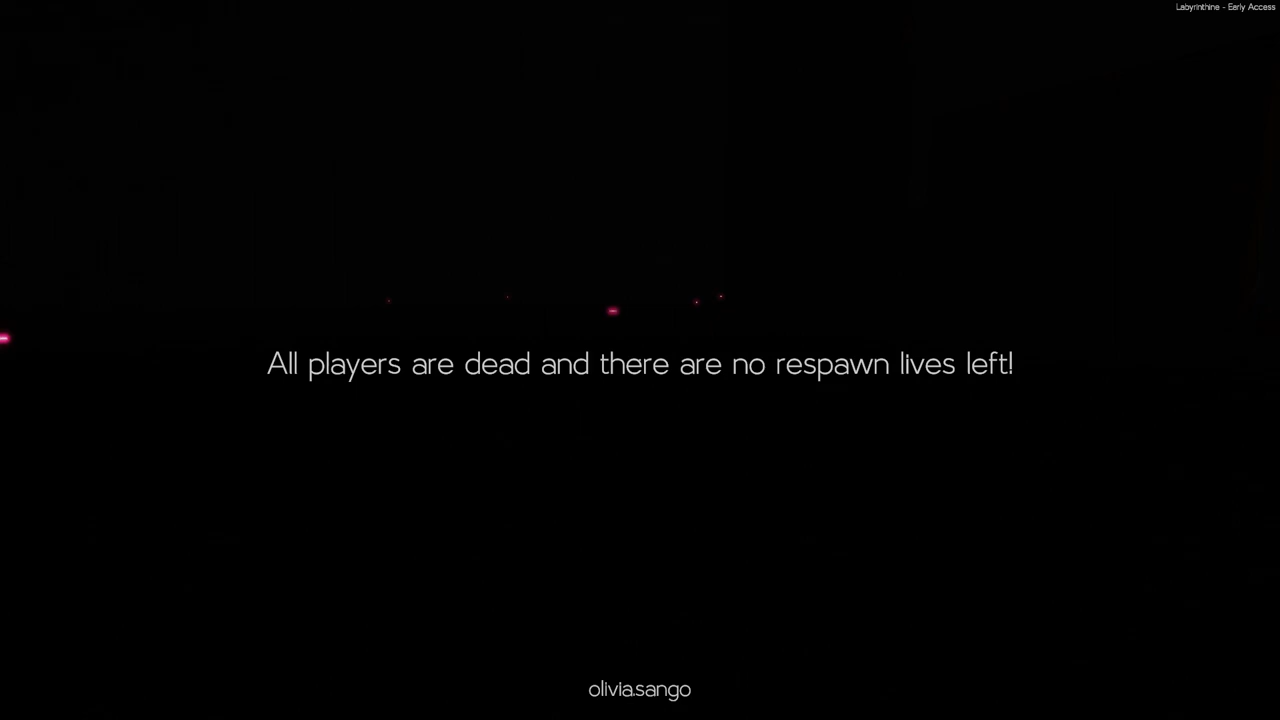 Labyrinthine - Early Access
All players are dead and there are no respawn lives left!
olivia.sango